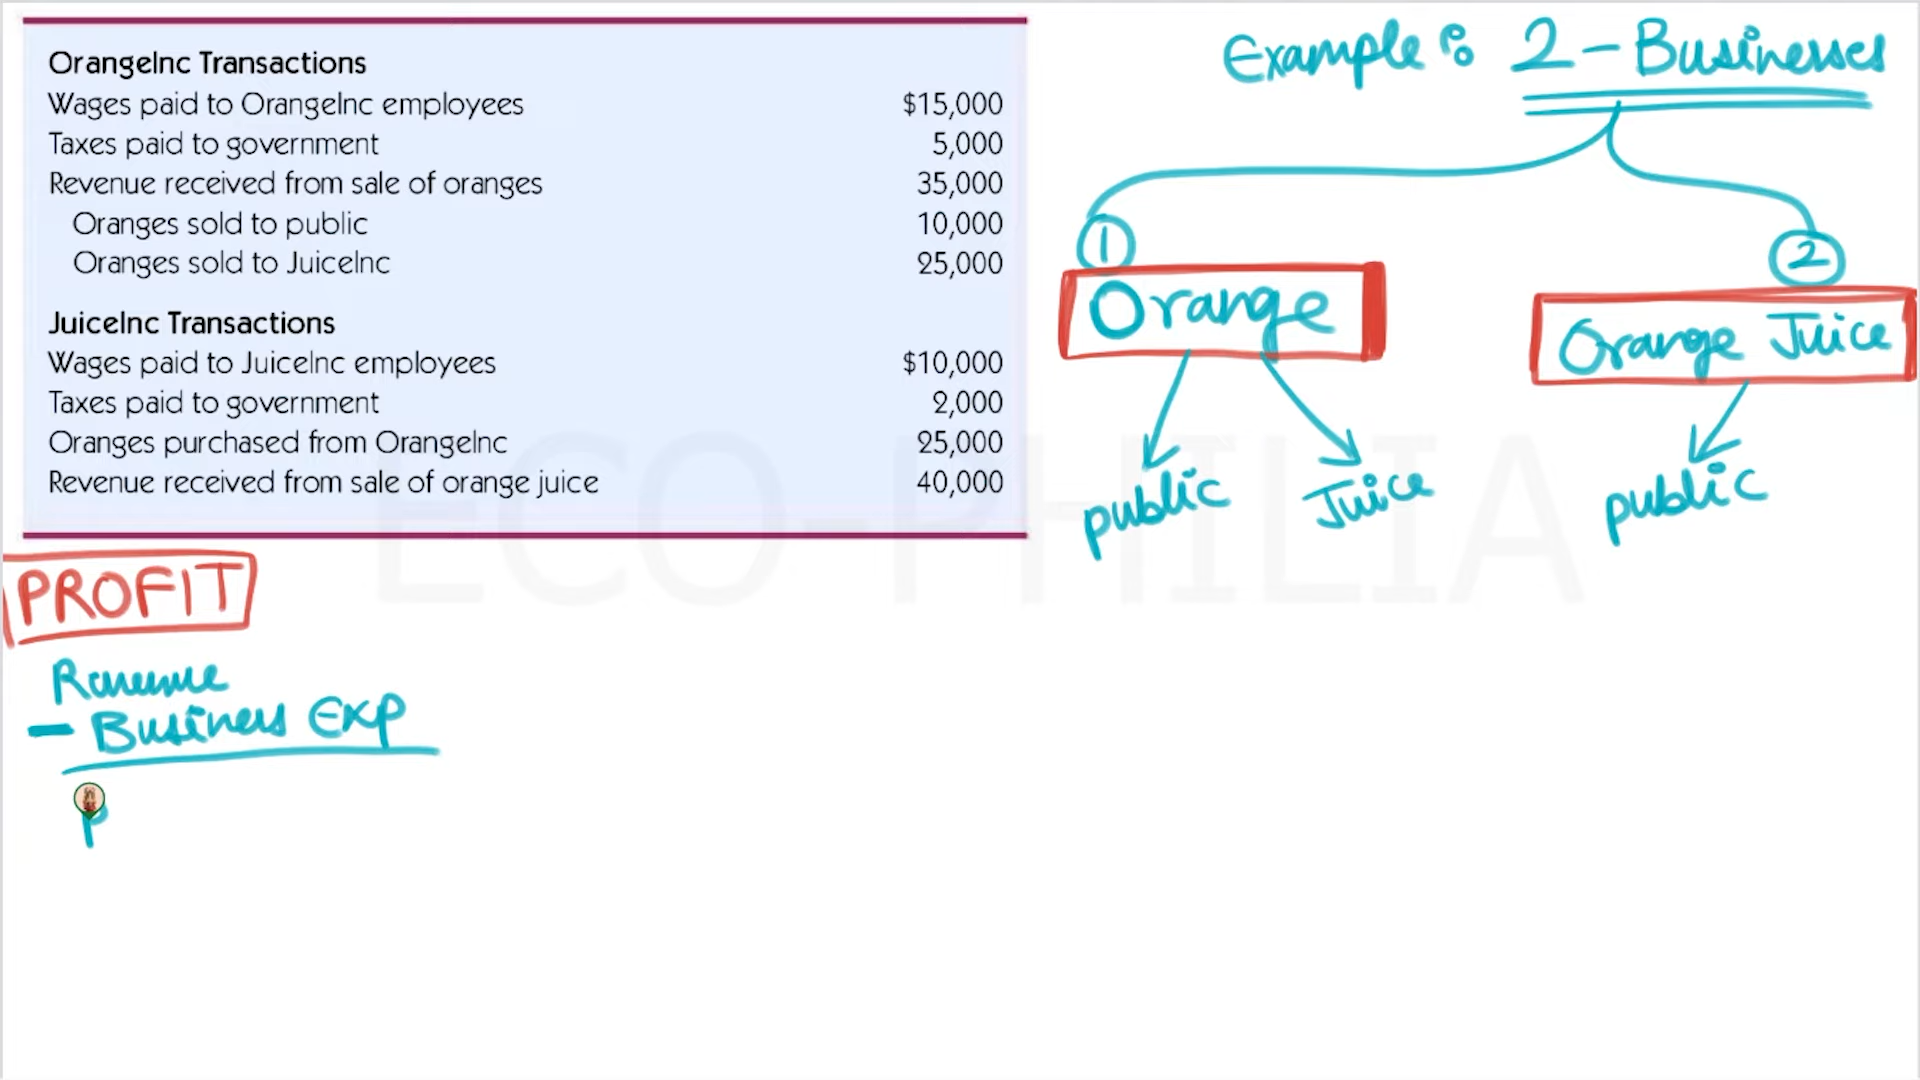 OrangeInc Transactions
Wages paid to OrangeInc employees $15,000
Taxes paid to government 5,000
Revenue received from sale of oranges 35,000
Oranges sold to public 10,000
Oranges sold to JuiceInc 25,000
JuiceInc Transactions
Wages paid to JuiceInc employees $10,000
Taxes paid to government 2,000
Oranges purchased from OrangeInc 25,000
Revenue received from sale of orange juice 40,000
Example : 2 - Businesses
1
Orange
public
Juice
2
Orange Juice
public
ECO-PHILIA
PROFIT
Revenue
- Business Exp
P